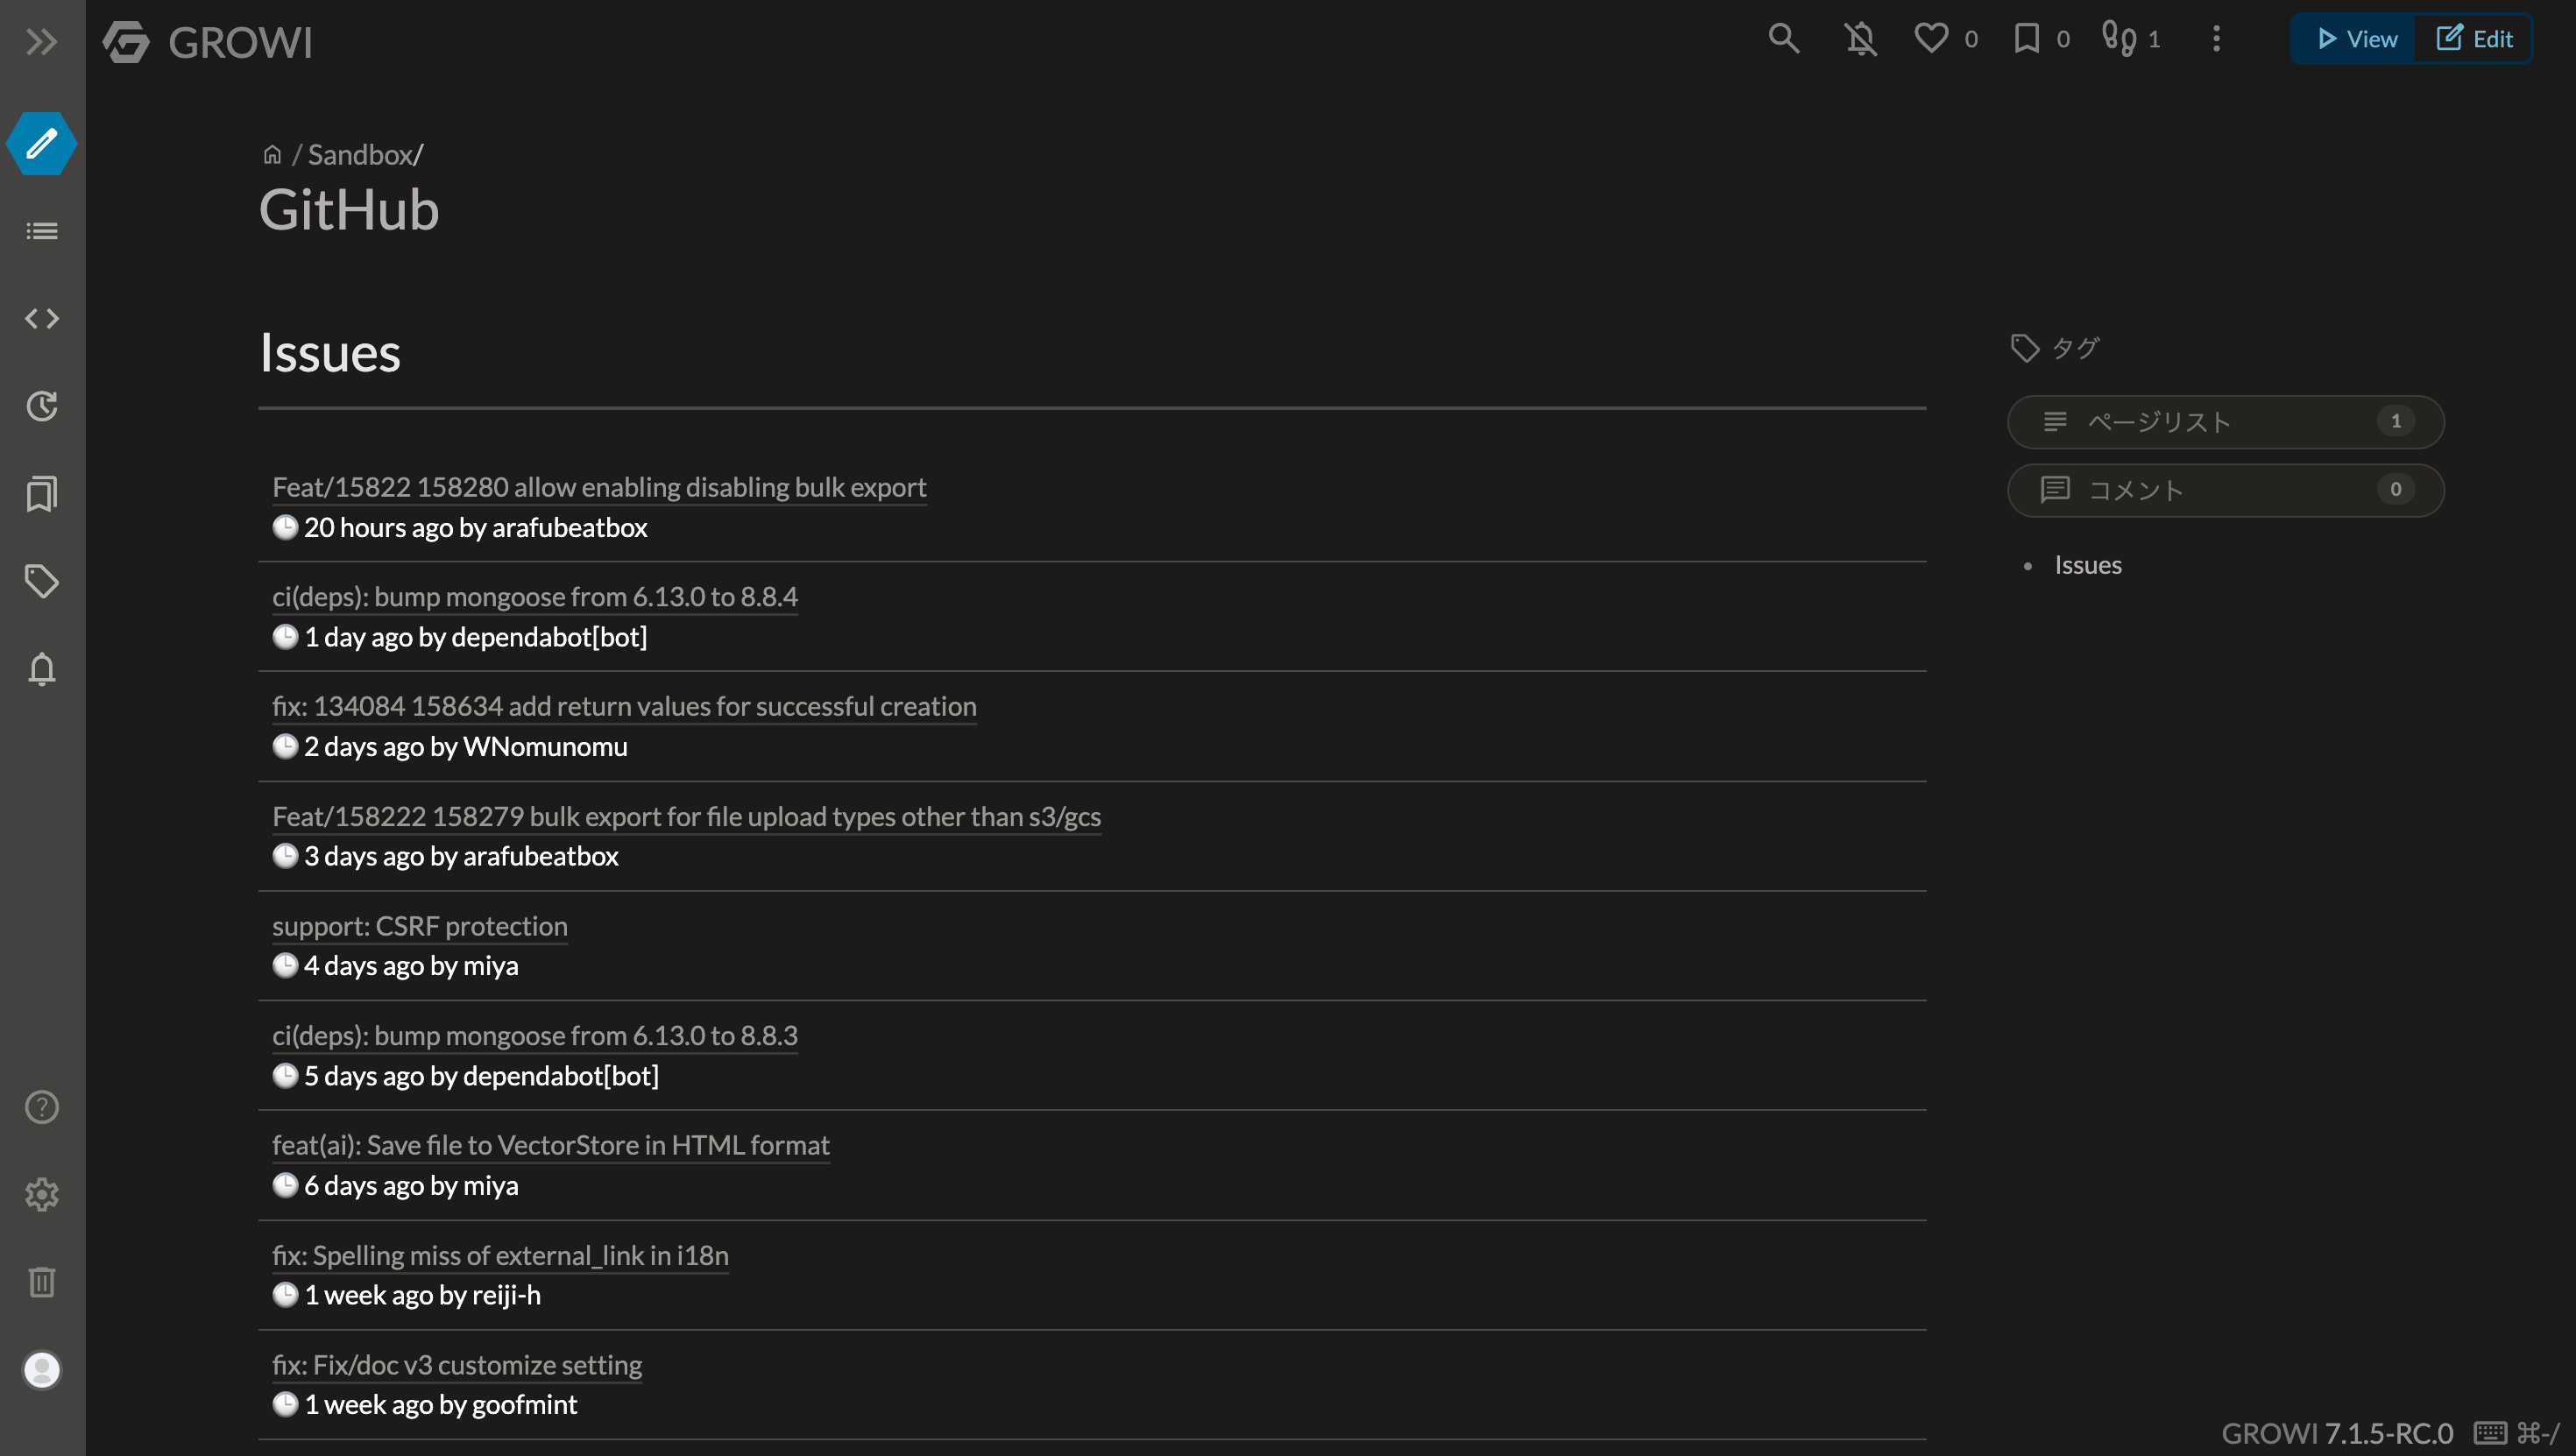 GROWI
0
0
1
View
Edit
/ Sandbox/
GitHub
Issues
Feat/15822 158280 allow enabling disabling bulk export
20 hours ago by arafubeatbox
ci(deps): bump mongoose from 6.13.0 to 8.8.4
1 day ago by dependabot[bot]
fix: 134084 158634 add return values for successful creation
2 days ago by WNomunomu
Feat/158222 158279 bulk export for file upload types other than s3/gcs
3 days ago by arafubeatbox
support: CSRF protection
4 days ago by miya
ci(deps): bump mongoose from 6.13.0 to 8.8.3
5 days ago by dependabot[bot]
feat(ai): Save file to VectorStore in HTML format
6 days ago by miya
fix: Spelling miss of external_link in i18n
1 week ago by reiji-h
fix: Fix/doc v3 customize setting
1 week ago by goofmint
タグ
ページリスト 1
コメント 0
Issues
GROWI 7.1.5-RC.0 ⌘-/